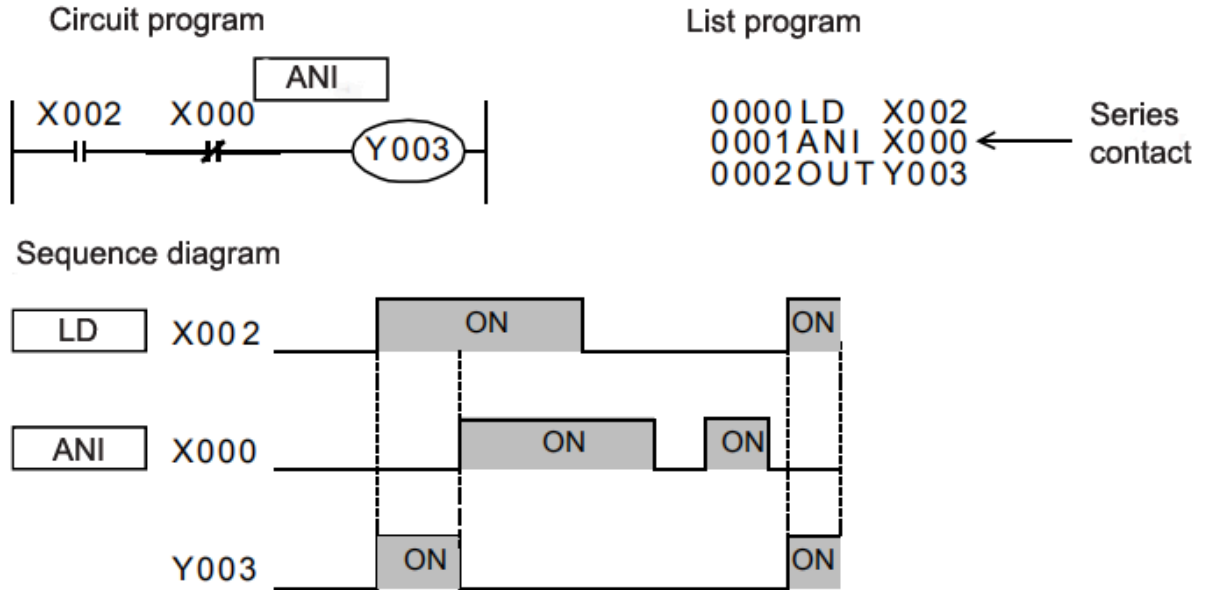 Circuit program
List program
ANI
X002 X000
Y003
0000 LD X002
0001 ANI X000
0002 OUT Y003
Series
contact
Sequence diagram
LD X002 ON ON
ANI X000 ON ON
Y003 ON ON